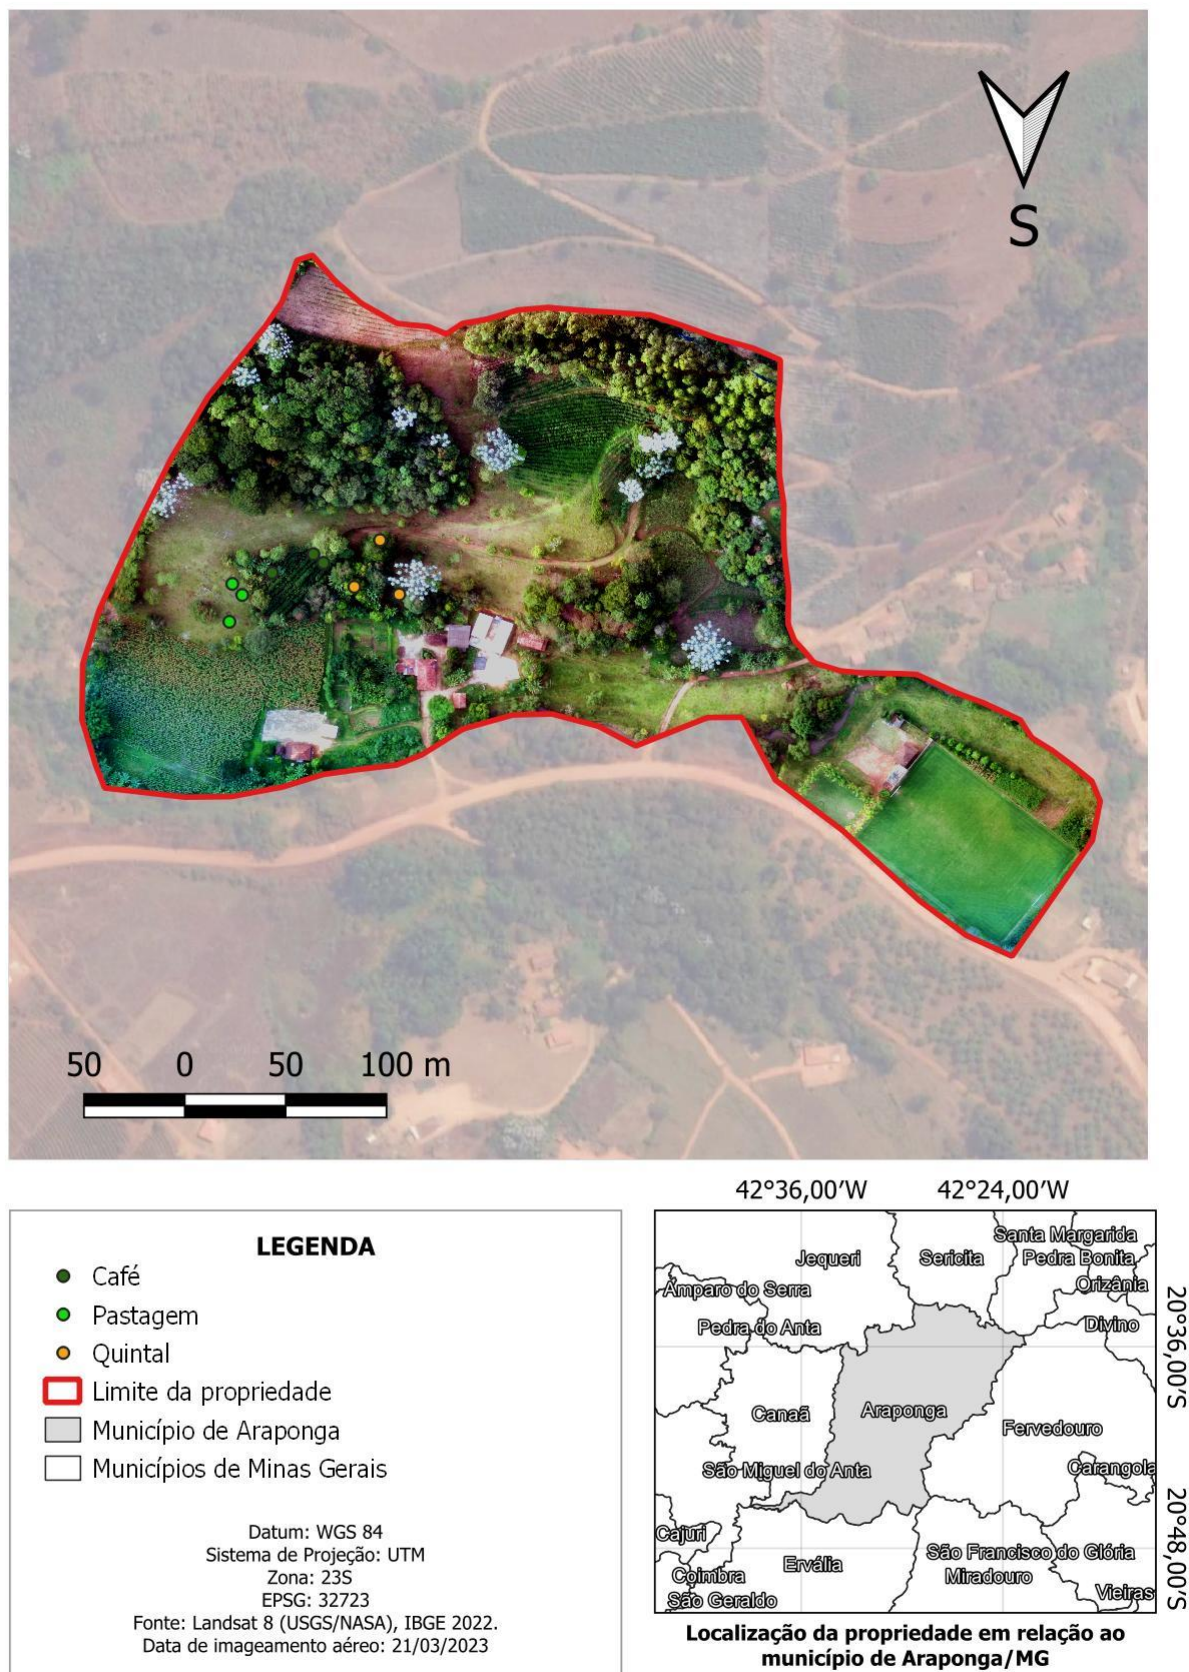 S
50 0 50 100 m
LEGENDA
Café
Pastagem
Quintal
Limite da propriedade
Município de Araponga
Municípios de Minas Gerais
Datum: WGS 84
Sistema de Projeção: UTM
Zona: 23S
EPSG: 32723
Fonte: Landsat 8 (USGS/NASA), IBGE 2022.
Data de imageamento aéreo: 21/03/2023
42°36,00'W 42°24,00'W
Santa Margarida
Jequeri Sericita Pedra Bonita
Orizânia
Amparo do Serra
Pedra do Anta Divino
20°36,00'S
Canaã Araponga
Fervedouro
São Miguel do Anta Carangola
20°48,00'S
Cajuri
Ervália São Francisco do Glória
Coimbra Miradouro
São Geraldo Vieiras
Localização da propriedade em relação ao
município de Araponga/MG